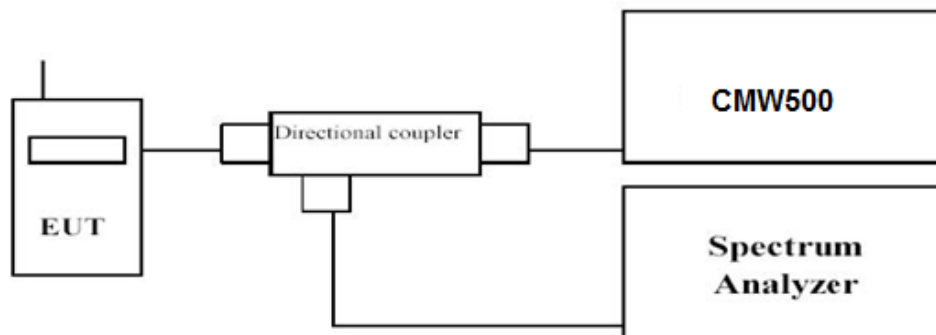 CMW500
Directional coupler
EUT
Spectrum
Analyzer